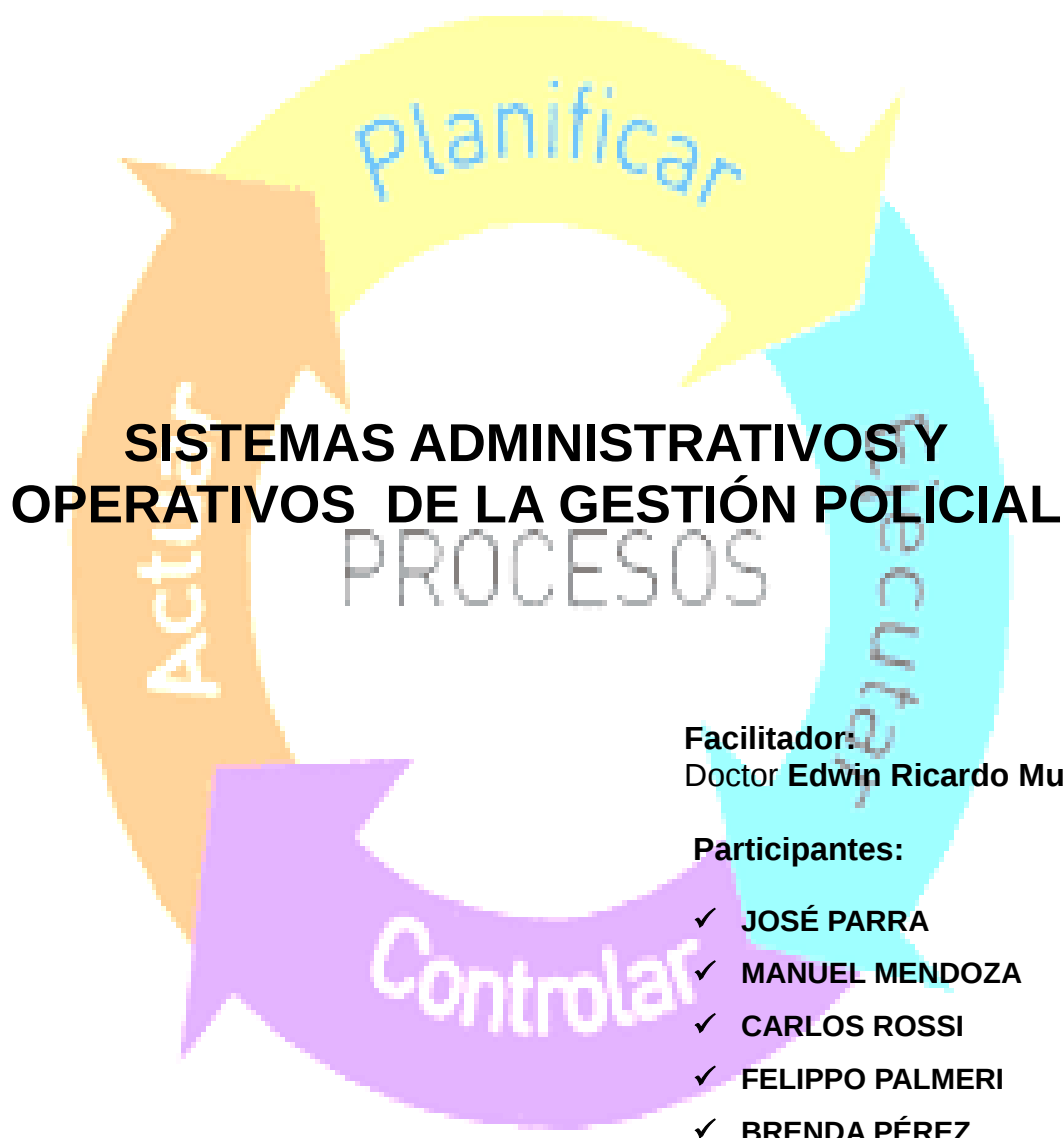 Planificar
SISTEMAS ADMINISTRATIVOS Y
OPERATIVOS DE LA GESTIÓN POLICIAL
Actuar
PROCESOS
Ejecutar
Facilitador:
Doctor Edwin Ricardo
Participantes:
✓ JOSÉ PARRA
✓ MANUEL MENDOZA
Controlar
✓ CARLOS ROSSI
✓ FELIPPO PALMERI
✓ BRENDA PÉREZ